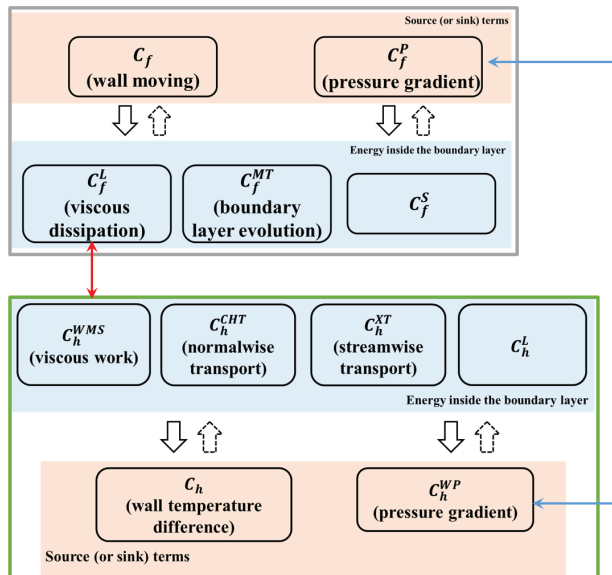 Source (or sink) terms
C_f
(wall moving)
C_f^P
(pressure gradient)
Energy inside the boundary layer
C_f^L
(viscous
dissipation)
C_f^{MT}
(boundary
layer evolution)
C_f^S
C_h^{WMS}
(viscous work)
C_h^{CHT}
(normalwise
transport)
C_h^{XT}
(streamwise
transport)
C_h^L
Energy inside the boundary layer
C_h
(wall temperature
difference)
C_h^{WP}
(pressure gradient)
Source (or sink) terms